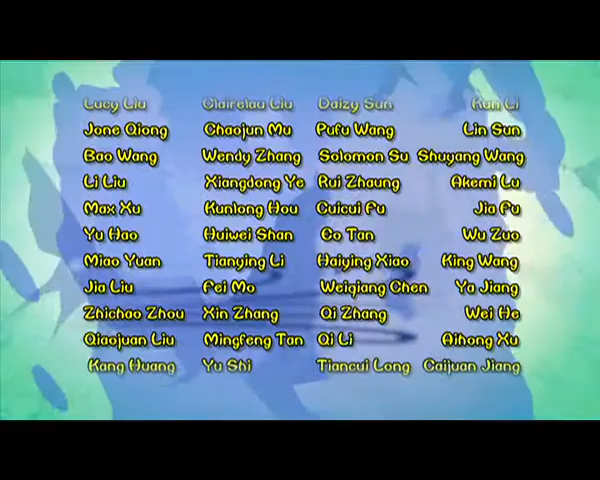 Lucy Liu Clairelau Liu Daizy Sun Kun Li
Jone Qiong Chaojun Mu Pufu Wang Lin Sun
Bao Wang Wendy Zhang Solomon Su Shuyang Wang
Li Liu Xiangdong Ye Rui Zhaung Akemi Lu
Max Xu Kunlong Hou Cuicui Fu Jia Fu
Yu Hao Huiwei Shan Co Tan Wu Zuo
Miao Yuan Tianying Li Haiying Xiao King Wang
Jia Liu Fei Mo Weiqiang Chen Ya Jiang
Zhichao Zhou Xin Zhang Qi Zhang Wei He
Qiaojuan Liu Mingfeng Tan Qi Li Aihong Xu
Kang Huang Yu Shi Tiancui Long Caijuan Jiang